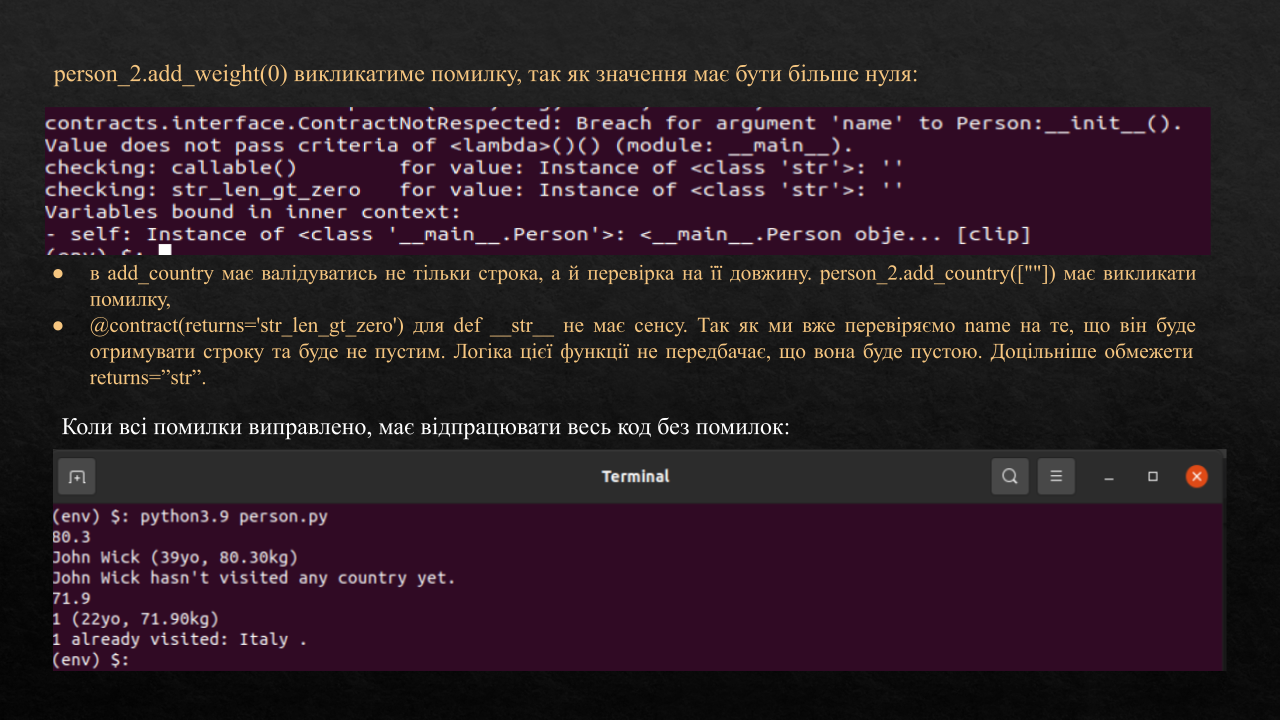 person_2.add_weight(0) викликатиме помилку, так як значення має бути більше нуля:
contracts.interface.ContractNotRespected: Breach for argument 'name' to Person:__init__().
Value does not pass criteria of <lambda>()() (module: __main__).
checking: callable()        for value: Instance of <class 'str'>: ''
checking: str_len_gt_zero   for value: Instance of <class 'str'>: ''
Variables bound in inner context:
- self: Instance of <class '__main__.Person'>: <__main__.Person obje... [clip]
(env) $:
● в add_country має валідуватись не тільки строка, а й перевірка на її довжину. person_2.add_country([""]) має викликати
помилку,
● @contract(returns='str_len_gt_zero') для def __str__ не має сенсу. Так як ми вже перевіряємо name на те, що він буде
отримувати строку та буде не пустим. Логіка цієї функції не передбачає, що вона буде пустою. Доцільніше обмежети
returns=”str”.
Коли всі помилки виправлено, має відпрацювати весь код без помилок:
Terminal
(env) $: python3.9 person.py
80.3
John Wick (39yo, 80.30kg)
John Wick hasn't visited any country yet.
71.9
1 (22yo, 71.90kg)
1 already visited: Italy .
(env) $: